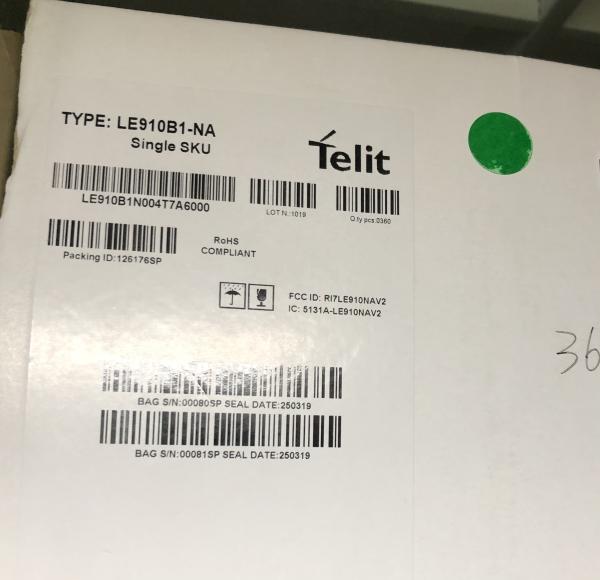 TYPE: LE910B1-NA
Single SKU
Telit
LE910B1N004T7A6000
LOT N.:1019
Q.ty pcs:0360
Packing ID:126176SP
RoHS
COMPLIANT
FCC ID: RI7LE910NAV2
IC: 5131A-LE910NAV2
BAG S/N:00080SP SEAL DATE:250319
BAG S/N:00081SP SEAL DATE:250319
36